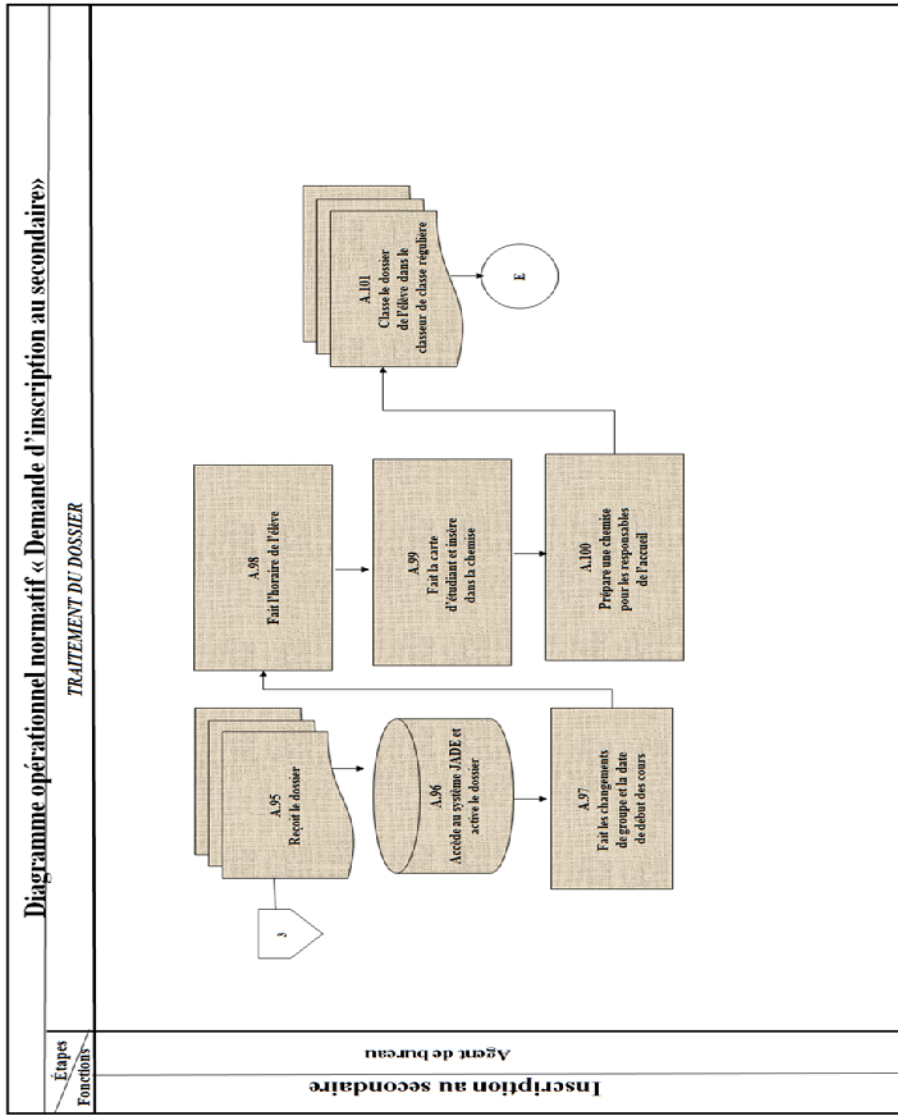 Diagramme opérationnel normatif « Demande d’inscription au secondaire»
Étapes
Fonctions
TRAITEMENT DU DOSSIER
Inscription au secondaire
Agent de bureau
3
A.95
Reçoit le dossier
A.96
Accède au système JADE et
active le dossier
A.97
Fait les changements
de groupe et la date
de début des cours
A.98
Fait l’horaire de l’élève
A.99
Fait la carte
d’étudiant et insère
dans la chemise
A.100
Prépare une chemise
pour les responsables
de l’accueil
A.101
Classe le dossier
de l’élève dans le
classeur de classe régulière
E